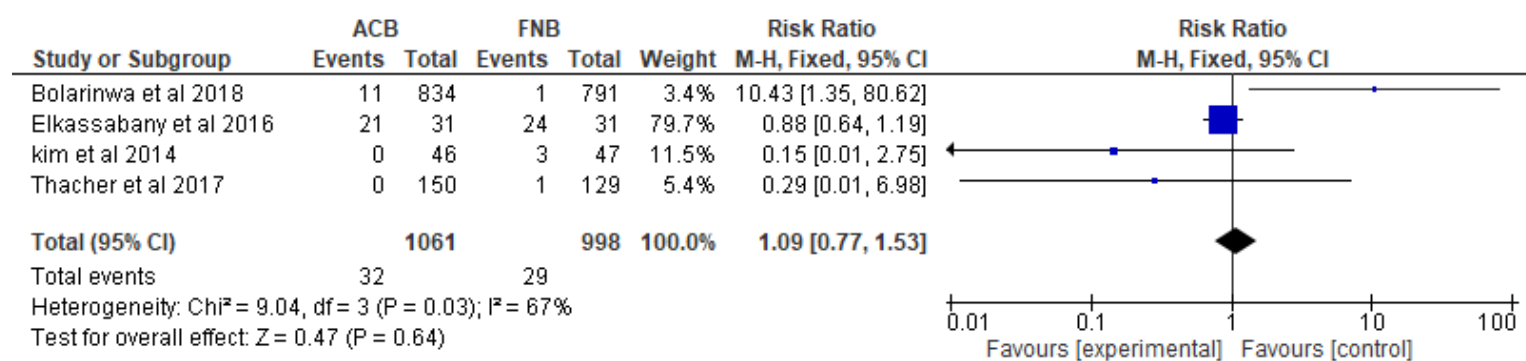 ACB FNB Risk Ratio Risk Ratio
Study or Subgroup Events Total Events Total Weight M-H, Fixed, 95% CI M-H, Fixed, 95% CI
Bolarinwa et al 2018 11 834 1 791 3.4% 10.43 [1.35, 80.62]
Elkassabany et al 2016 21 31 24 31 79.7% 0.88 [0.64, 1.19]
kim et al 2014 0 46 3 47 11.5% 0.15 [0.01, 2.75]
Thacher et al 2017 0 150 1 129 5.4% 0.29 [0.01, 6.98]
Total (95% CI) 1061 998 100.0% 1.09 [0.77, 1.53]
Total events 32 29
Heterogeneity: Chi² = 9.04, df = 3 (P = 0.03); I² = 67%
Test for overall effect: Z = 0.47 (P = 0.64)
0.01 0.1 1 10 100
Favours [experimental] Favours [control]